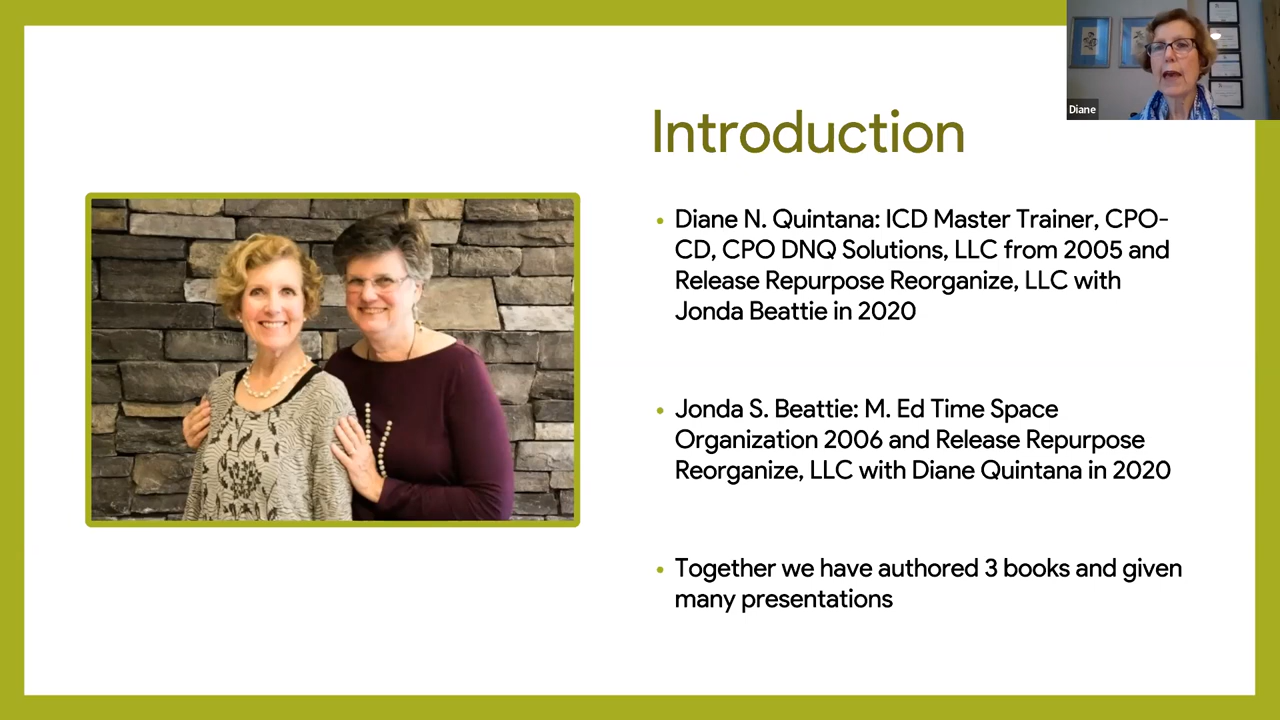 Diane
Introduction
• Diane N. Quintana: ICD Master Trainer, CPO-
CD, CPO DNQ Solutions, LLC from 2005 and
Release Repurpose Reorganize, LLC with
Jonda Beattie in 2020
• Jonda S. Beattie: M. Ed Time Space
Organization 2006 and Release Repurpose
Reorganize, LLC with Diane Quintana in 2020
• Together we have authored 3 books and given
many presentations